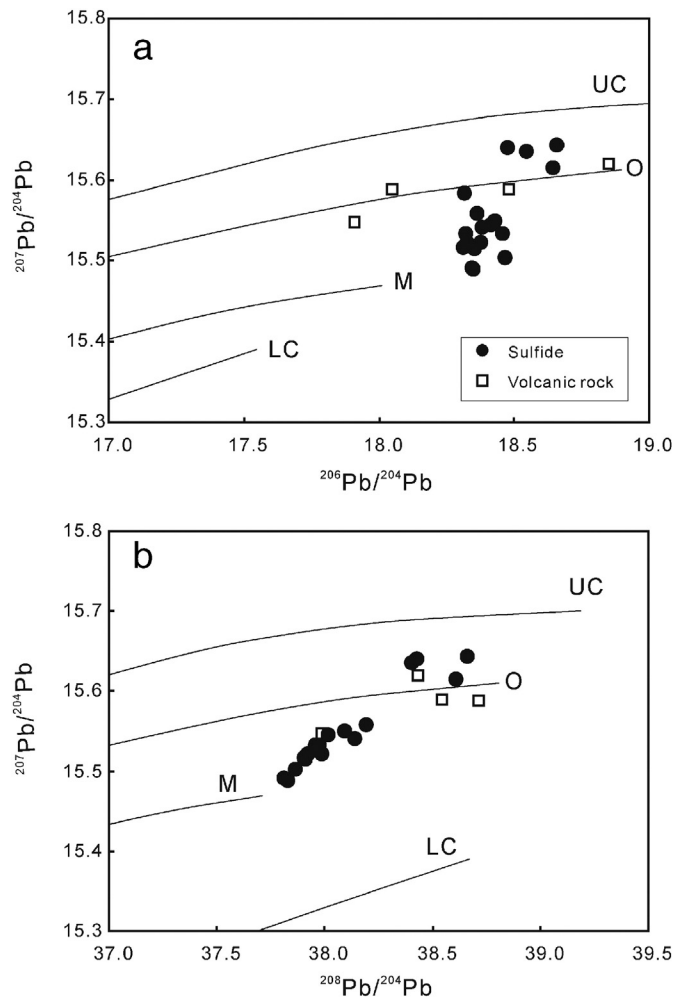 a
15.8
15.7
15.6
15.5
15.4
15.3
²⁰⁷Pb/²⁰⁴Pb
UC
O
M
LC
Sulfide
Volcanic rock
17.0 17.5 18.0 18.5 19.0
²⁰⁶Pb/²⁰⁴Pb
b
15.8
15.7
15.6
15.5
15.4
15.3
²⁰⁷Pb/²⁰⁴Pb
UC
O
M
LC
37.0 37.5 38.0 38.5 39.0 39.5
²⁰⁸Pb/²⁰⁴Pb